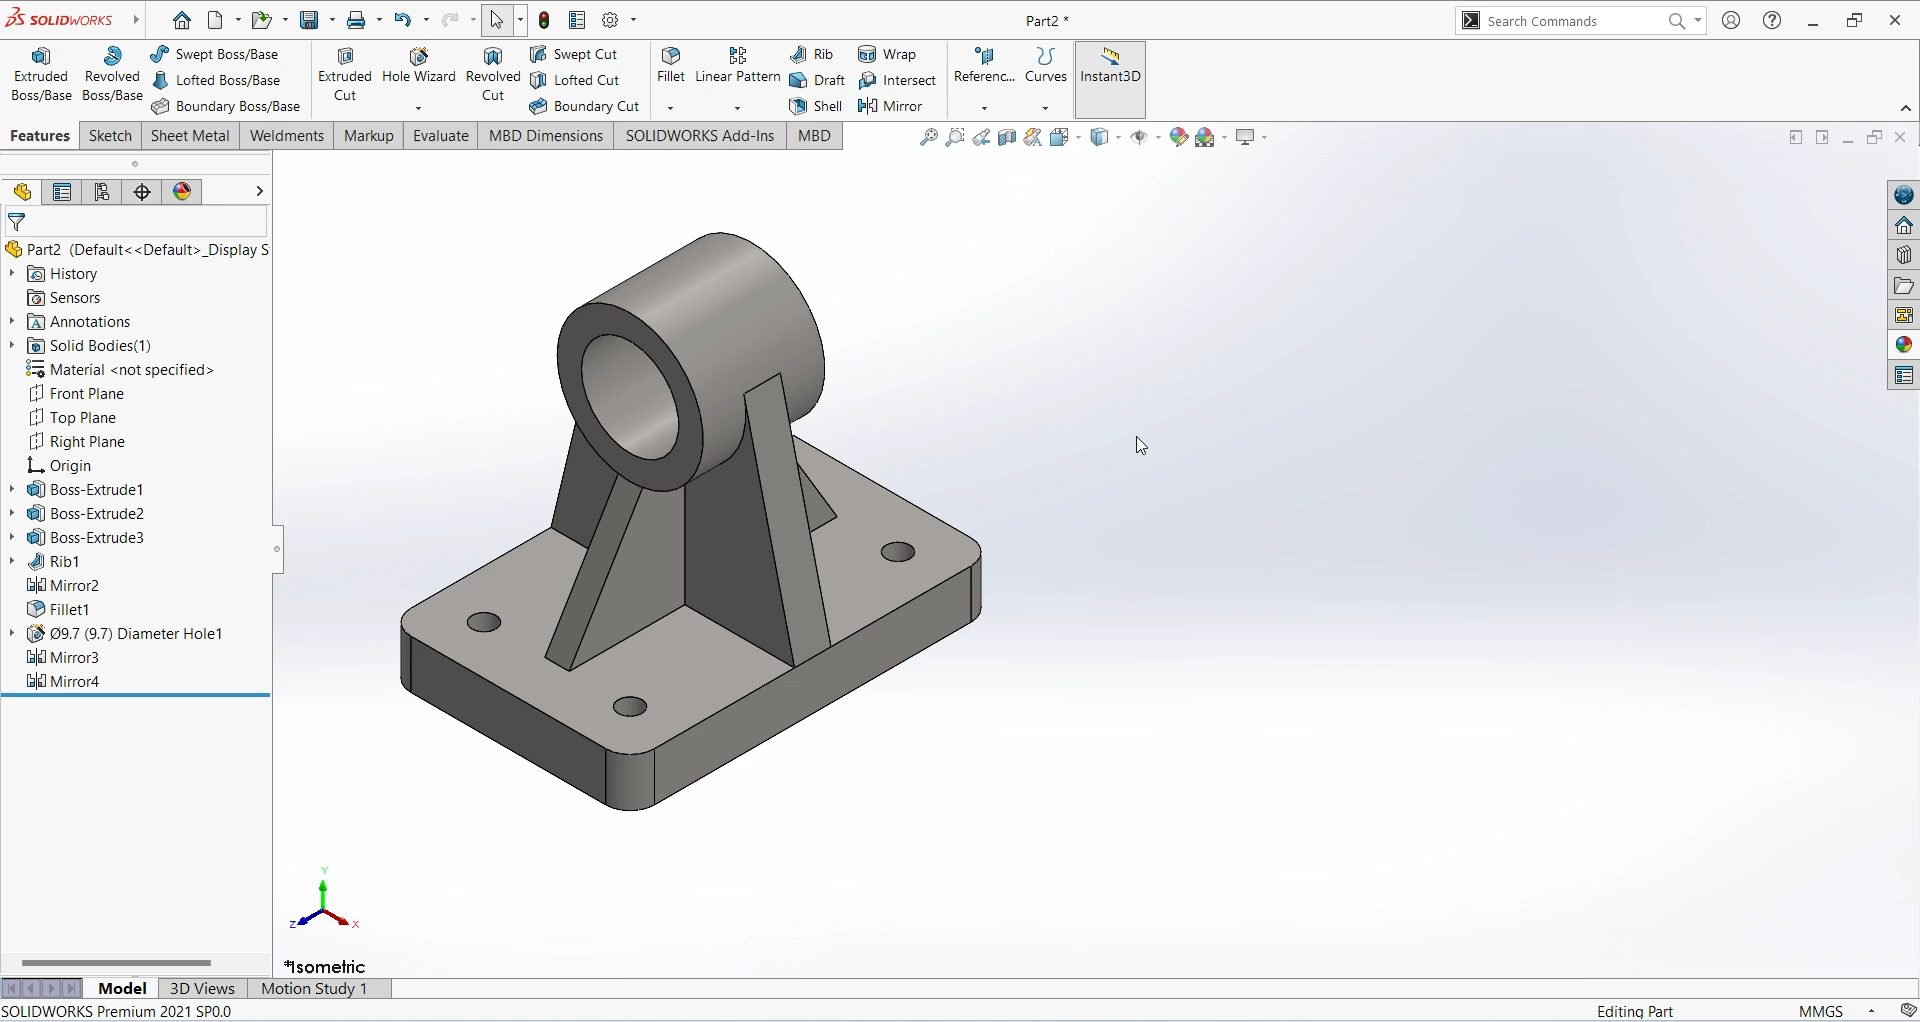 SOLIDWORKS
Part2 *
Search Commands
Extruded Boss/Base
Revolved Boss/Base
Swept Boss/Base
Lofted Boss/Base
Boundary Boss/Base
Extruded Cut
Hole Wizard
Revolved Cut
Swept Cut
Lofted Cut
Boundary Cut
Fillet
Linear Pattern
Rib
Draft
Shell
Wrap
Intersect
Mirror
Referenc...
Curves
Instant3D
Features
Sketch
Sheet Metal
Weldments
Markup
Evaluate
MBD Dimensions
SOLIDWORKS Add-Ins
MBD
Part2 (Default<<Default>_Display S
History
Sensors
Annotations
Solid Bodies(1)
Material <not specified>
Front Plane
Top Plane
Right Plane
Origin
Boss-Extrude1
Boss-Extrude2
Boss-Extrude3
Rib1
Mirror2
Fillet1
Ø9.7 (9.7) Diameter Hole1
Mirror3
Mirror4
Y
Z
X
*Isometric
Model
3D Views
Motion Study 1
SOLIDWORKS Premium 2021 SP0.0
Editing Part
MMGS